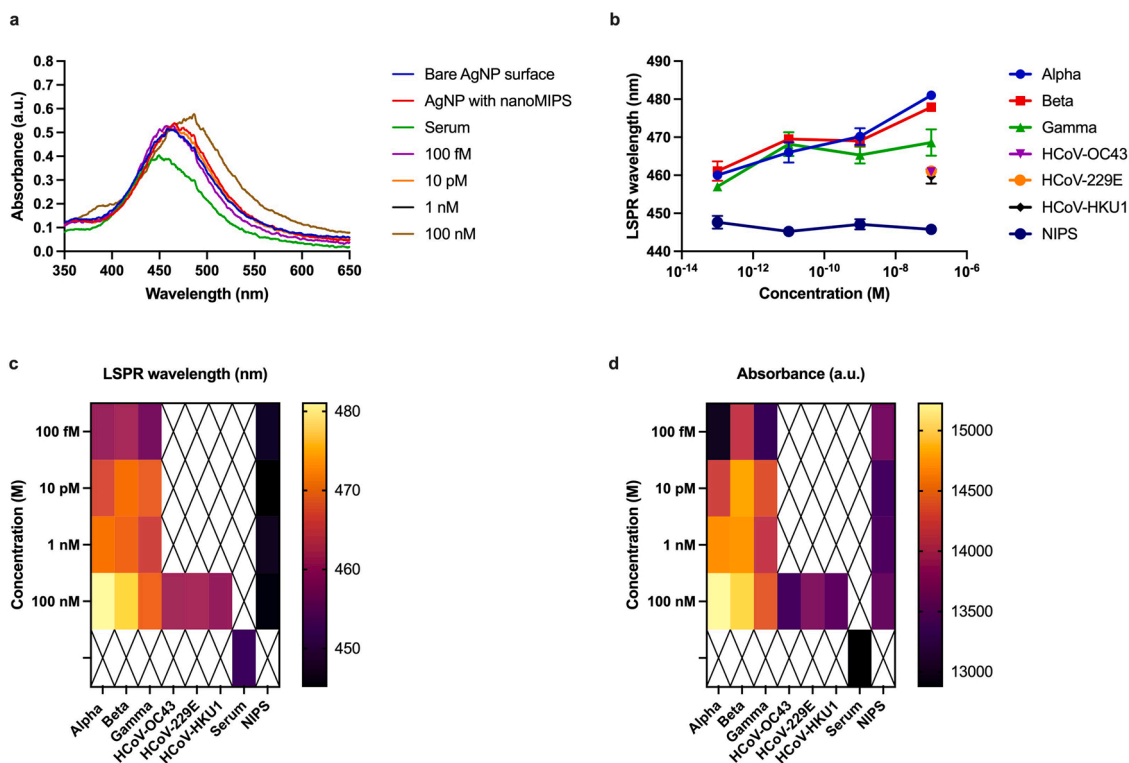 a
0.8
0.7
0.6
0.5
0.4
0.3
0.2
0.1
0.0
Absorbance (a.u.)
350 400 450 500 550 600 650
Wavelength (nm)
Bare AgNP surface
AgNP with nanoMIPS
Serum
100 fM
10 pM
1 nM
100 nM
b
490
480
470
460
450
440
LSPR wavelength (nm)
10-14 10-12 10-10 10-8 10-6
Concentration (M)
Alpha
Beta
Gamma
HCoV-OC43
HCoV-229E
HCoV-HKU1
NIPS
c
LSPR wavelength (nm)
Concentration (M)
100 fM
10 pM
1 nM
100 nM
Alpha
Beta
Gamma
HCoV-OC43
HCoV-229E
HCoV-HKU1
Serum
NIPS
480
470
460
450
d
Absorbance (a.u.)
Concentration (M)
100 fM
10 pM
1 nM
100 nM
Alpha
Beta
Gamma
HCoV-OC43
HCoV-229E
HCoV-HKU1
Serum
NIPS
15000
14500
14000
13500
13000